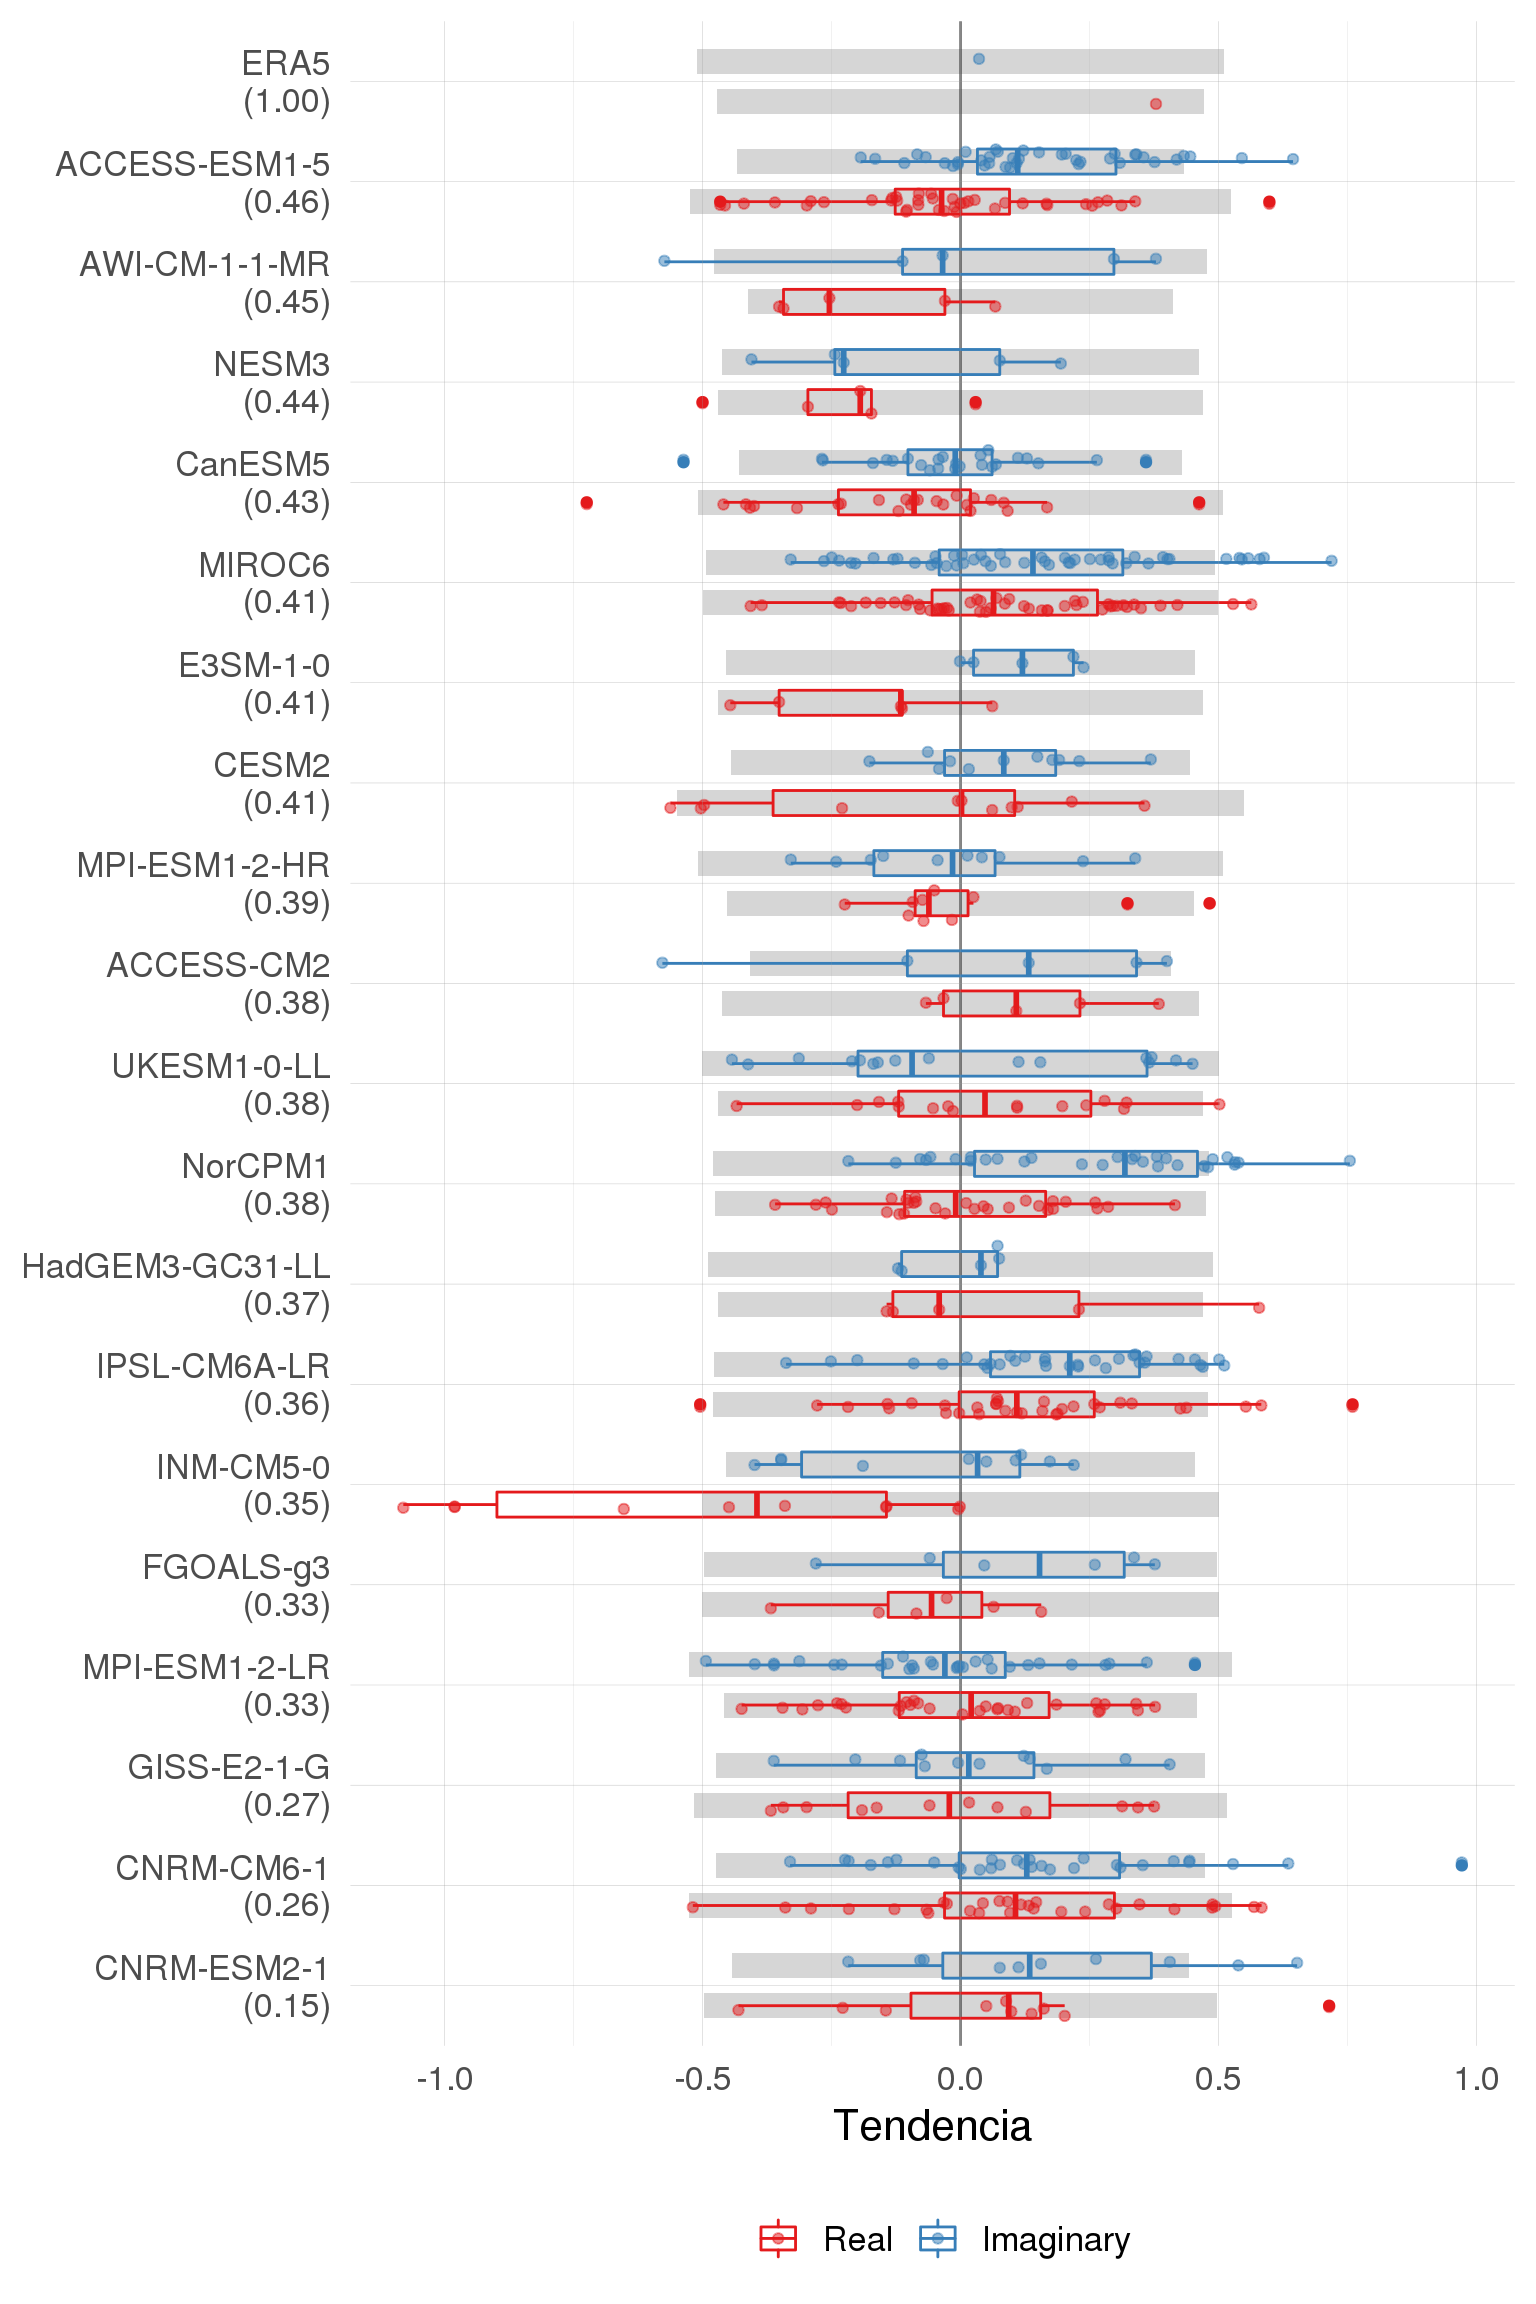 ERA5
(1.00)
ACCESS-ESM1-5
(0.46)
AWI-CM-1-1-MR
(0.45)
NESM3
(0.44)
CanESM5
(0.43)
MIROC6
(0.41)
E3SM-1-0
(0.41)
CESM2
(0.41)
MPI-ESM1-2-HR
(0.39)
ACCESS-CM2
(0.38)
UKESM1-0-LL
(0.38)
NorCPM1
(0.38)
HadGEM3-GC31-LL
(0.37)
IPSL-CM6A-LR
(0.36)
INM-CM5-0
(0.35)
FGOALS-g3
(0.33)
MPI-ESM1-2-LR
(0.33)
GISS-E2-1-G
(0.27)
CNRM-CM6-1
(0.26)
CNRM-ESM2-1
(0.15)
-1.0 -0.5 0.0 0.5 1.0
Tendencia
Real Imaginary